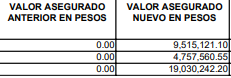 VALOR ASEGURADO VALOR ASEGURADO
ANTERIOR EN PESOS NUEVO EN PESOS
0.00 9,515,121.10
0.00 4,757,560.55
0.00 19,030,242.20